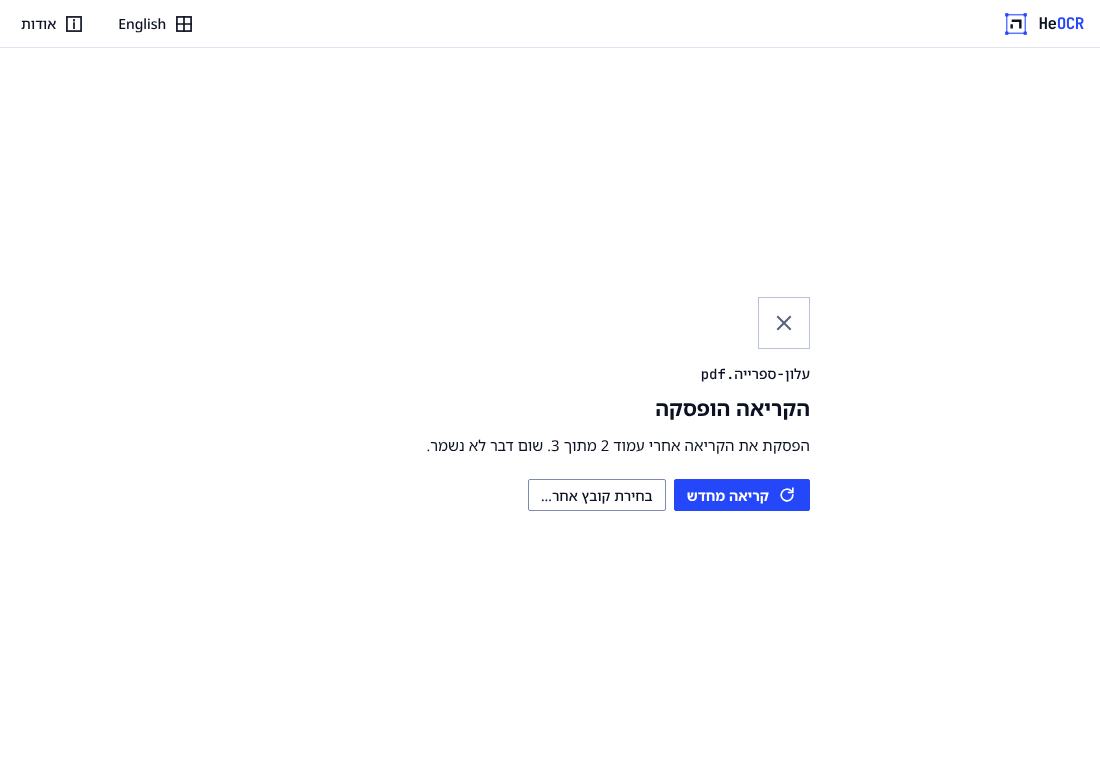 HeOCR
English
אודות
עלון-ספרייה.pdf
הקריאה הופסקה
הפסקת את הקריאה אחרי עמוד 2 מתוך 3. שום דבר לא נשמר.
קריאה מחדש
בחירת קובץ אחר...